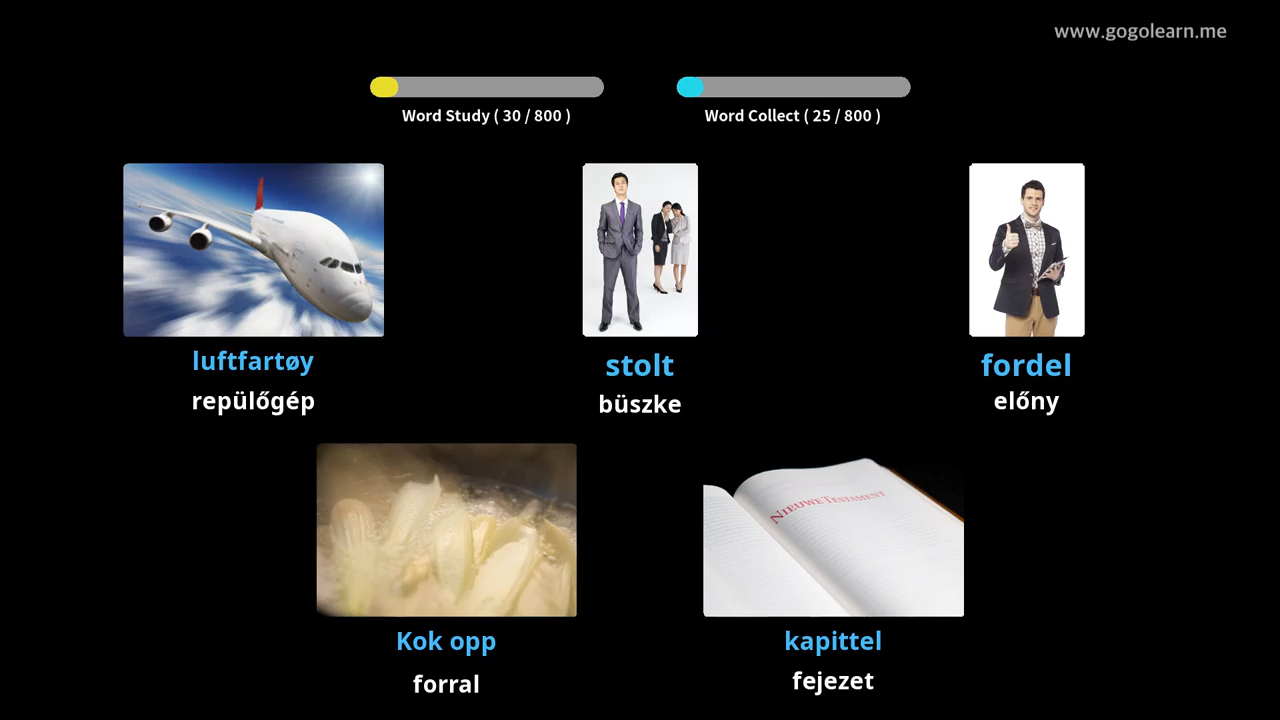 www.gogolearn.me
Word Study ( 30 / 800 )
Word Collect ( 25 / 800 )
luftfartøy
repülőgép
stolt
büszke
fordel
előny
NIEUWE TESTAMENT
Kok opp
forral
kapittel
fejezet